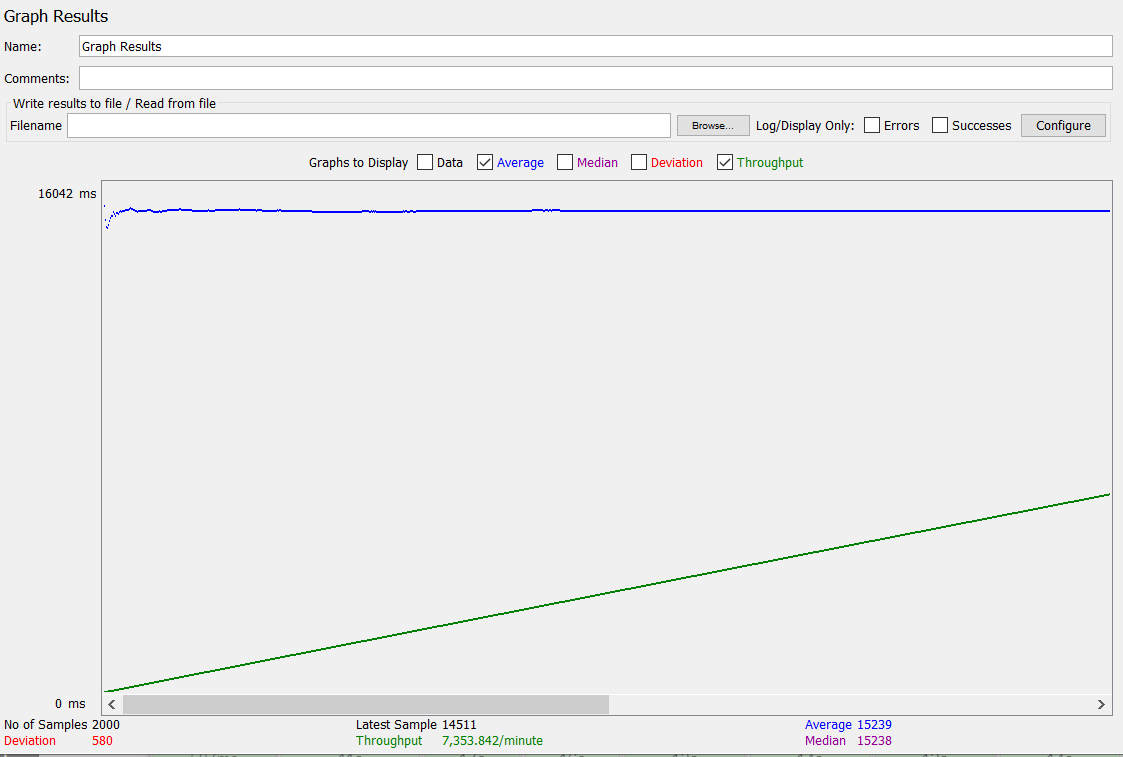 Graph Results
Name: Graph Results
Comments:
Write results to file / Read from file
Filename Browse... Log/Display Only: Errors Successes Configure
Graphs to Display Data Average Median Deviation Throughput
16042 ms
0 ms
No of Samples 2000 Latest Sample 14511 Average 15239
Deviation 580 Throughput 7,353.842/minute Median 15238